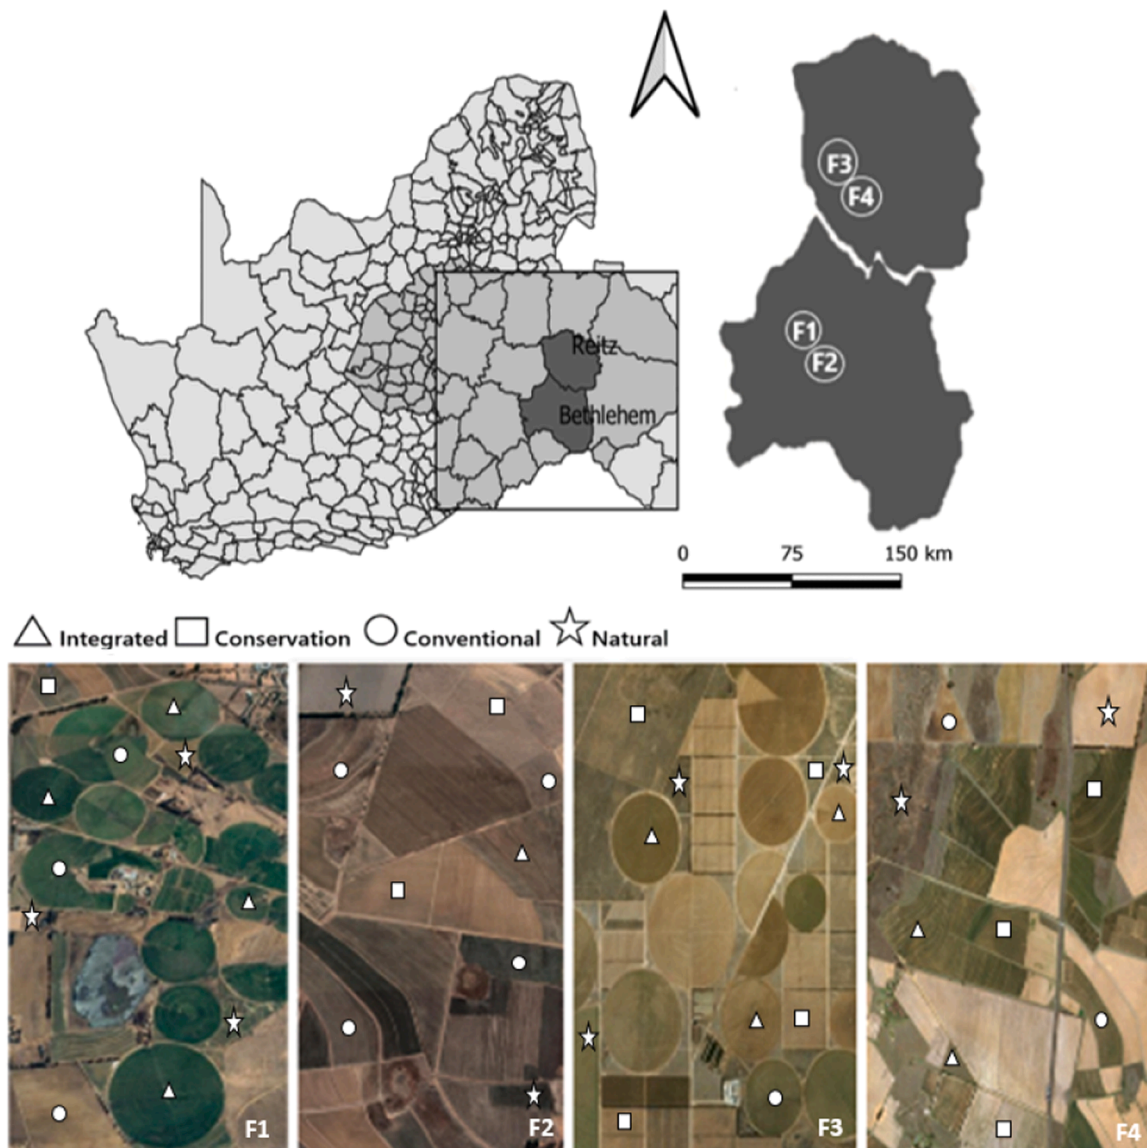 F3
F4
Reitz
F1
F2
Bethlehem
0 75 150 km
Integrated Conservation Conventional Natural
F1 F2 F3 F4